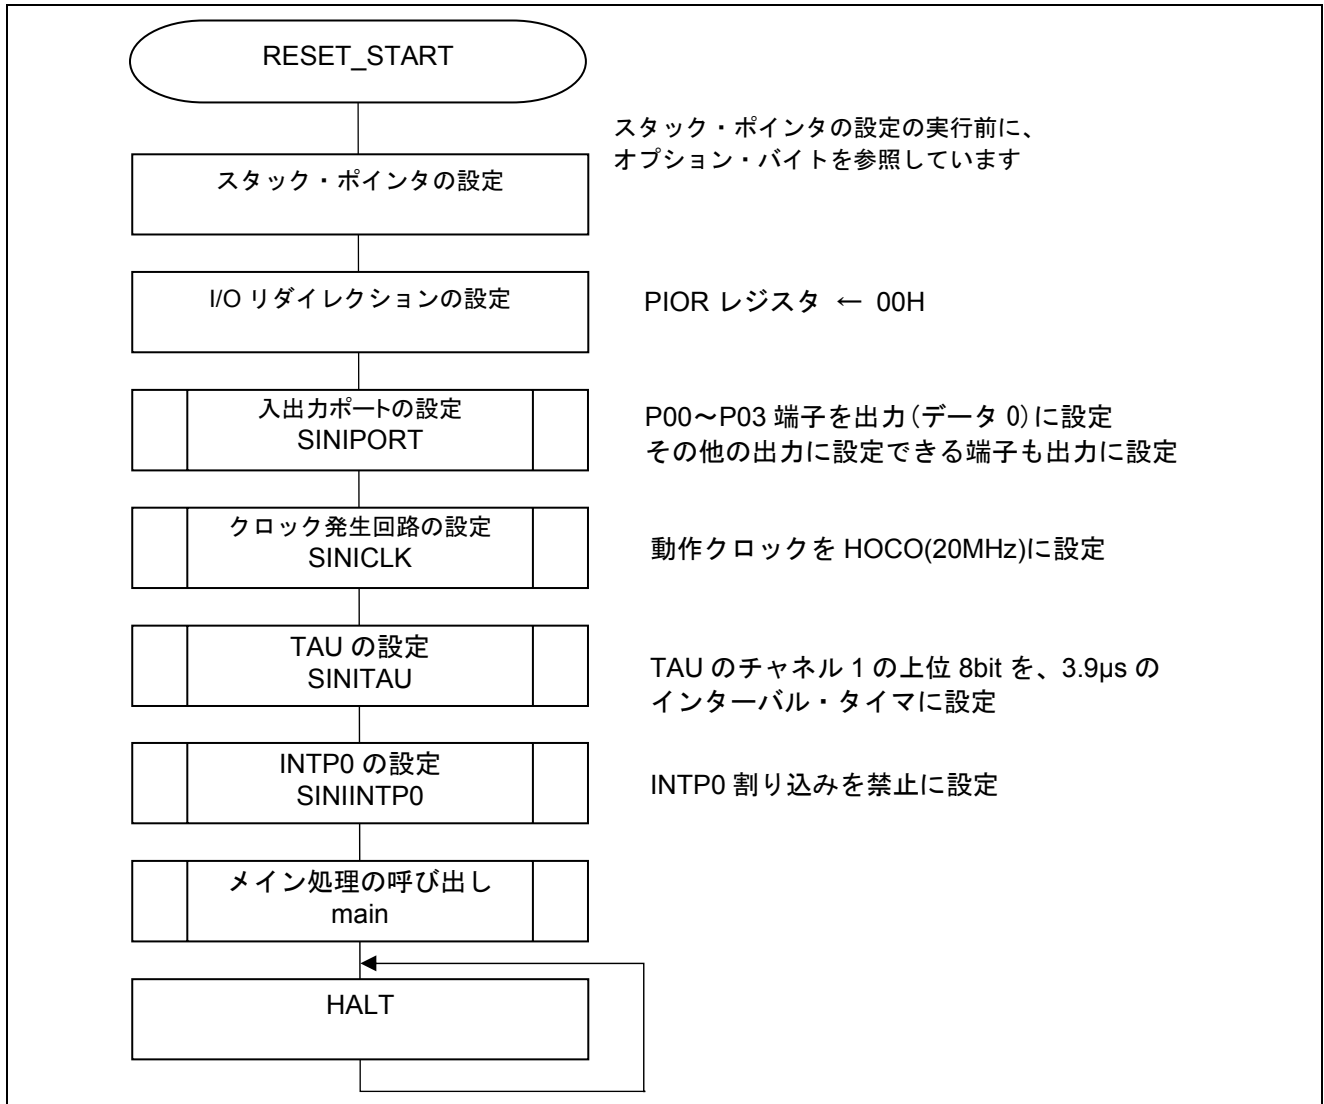 RESET_START
スタック・ポインタの設定の実行前に、
オプション・バイトを参照しています
スタック・ポインタの設定
I/O リダイレクションの設定
PIOR レジスタ ← 00H
入出力ポートの設定
SINIPORT
P00～P03 端子を出力(データ 0)に設定
その他の出力に設定できる端子も出力に設定
クロック発生回路の設定
SINICLK
動作クロックを HOCO(20MHz)に設定
TAU の設定
SINITAU
TAU のチャネル 1 の上位 8bit を、3.9μs の
インターバル・タイマに設定
INTP0 の設定
SINIINTP0
INTP0 割り込みを禁止に設定
メイン処理の呼び出し
main
HALT